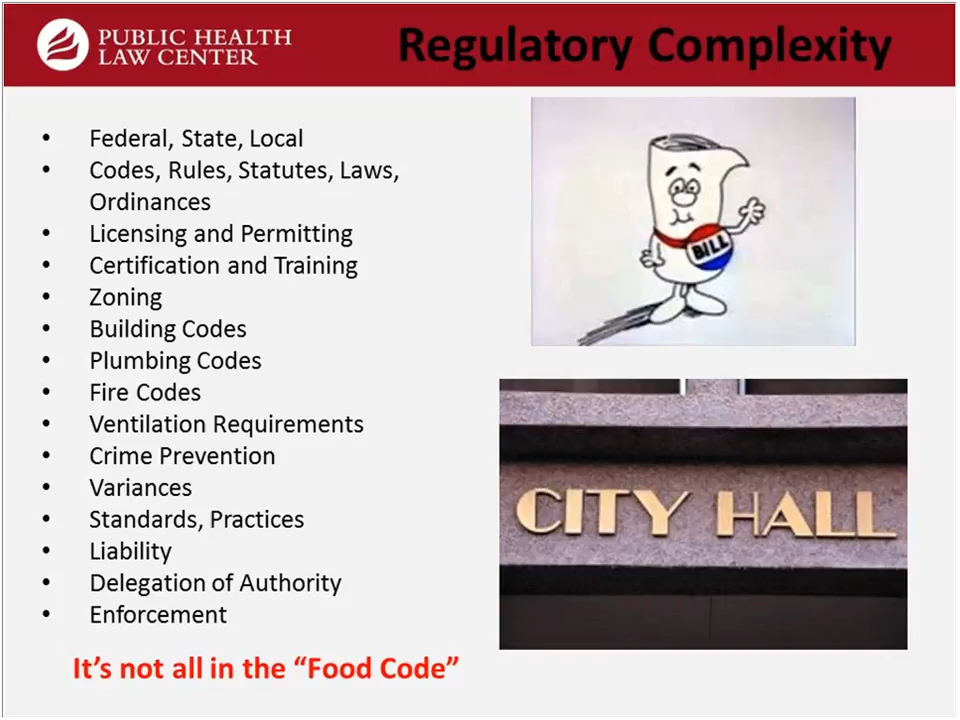 PUBLIC HEALTH
LAW CENTER
Regulatory Complexity
• Federal, State, Local
• Codes, Rules, Statutes, Laws,
Ordinances
• Licensing and Permitting
• Certification and Training
• Zoning
• Building Codes
• Plumbing Codes
• Fire Codes
• Ventilation Requirements
• Crime Prevention
• Variances
• Standards, Practices
• Liability
• Delegation of Authority
• Enforcement
It’s not all in the “Food Code”
BILL
CITY HALL